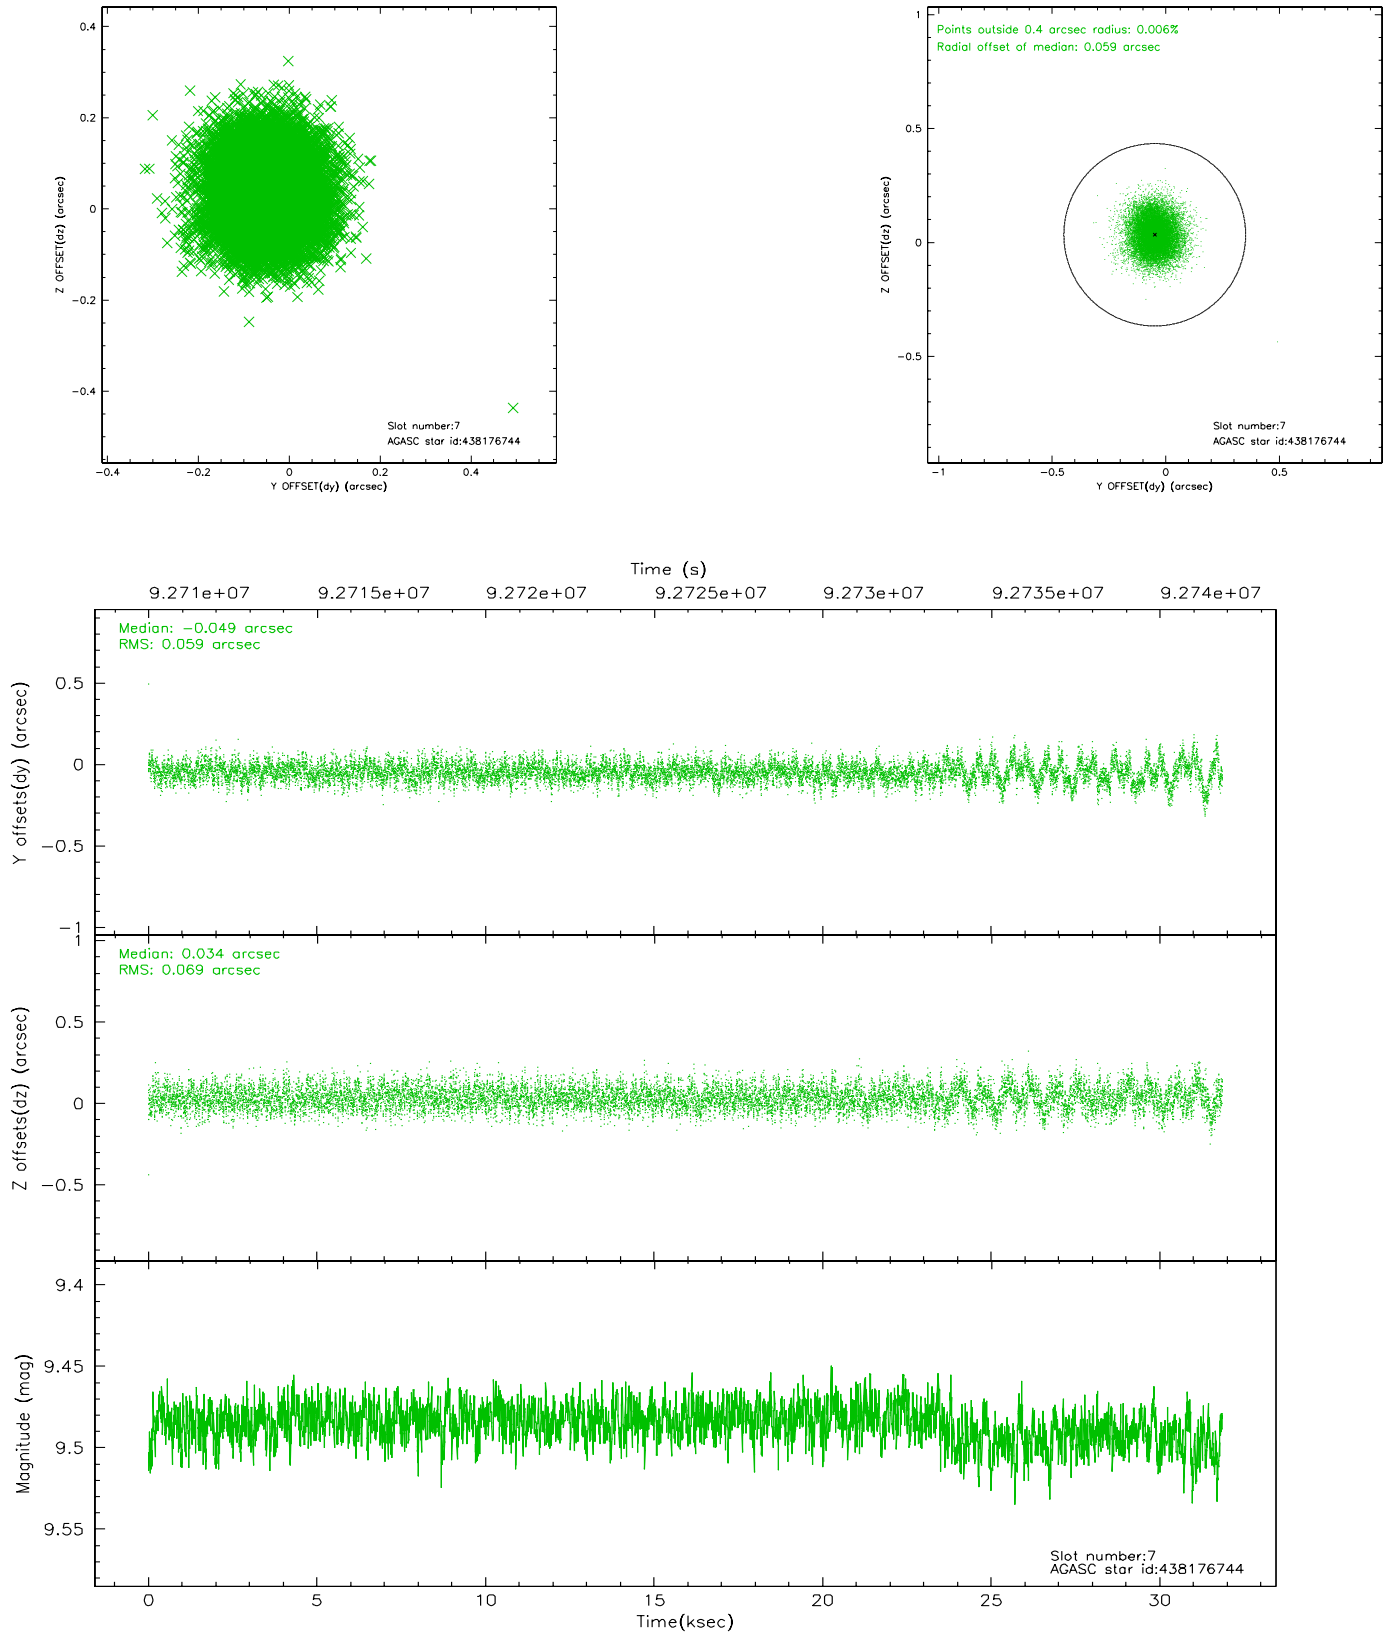 0.4
0.2
0
−0.2
−0.4
Z OFFSET(dz) (arcsec)
Slot number:7
AGASC star id:438176744
−0.4 −0.2 0 0.2 0.4
Y OFFSET(dy) (arcsec)
Points outside 0.4 arcsec radius: 0.006%
Radial offset of median: 0.059 arcsec
1
0.5
0
−0.5
Z OFFSET(dz) (arcsec)
Slot number:7
AGASC star id:438176744
−1 −0.5 0 0.5
Y OFFSET(dy) (arcsec)
Time (s)
9.271e+07 9.2715e+07 9.272e+07 9.2725e+07 9.273e+07 9.2735e+07 9.274e+07
Median: −0.049 arcsec
RMS: 0.059 arcsec
0.5
0
−0.5
−1
Y offsets(dy) (arcsec)
Median: 0.034 arcsec
RMS: 0.069 arcsec
1
0.5
0
−0.5
Z offsets(dz) (arcsec)
9.4
9.45
9.5
9.55
Magnitude (mag)
Slot number:7
AGASC star id:438176744
0 5 10 15 20 25 30
Time(ksec)